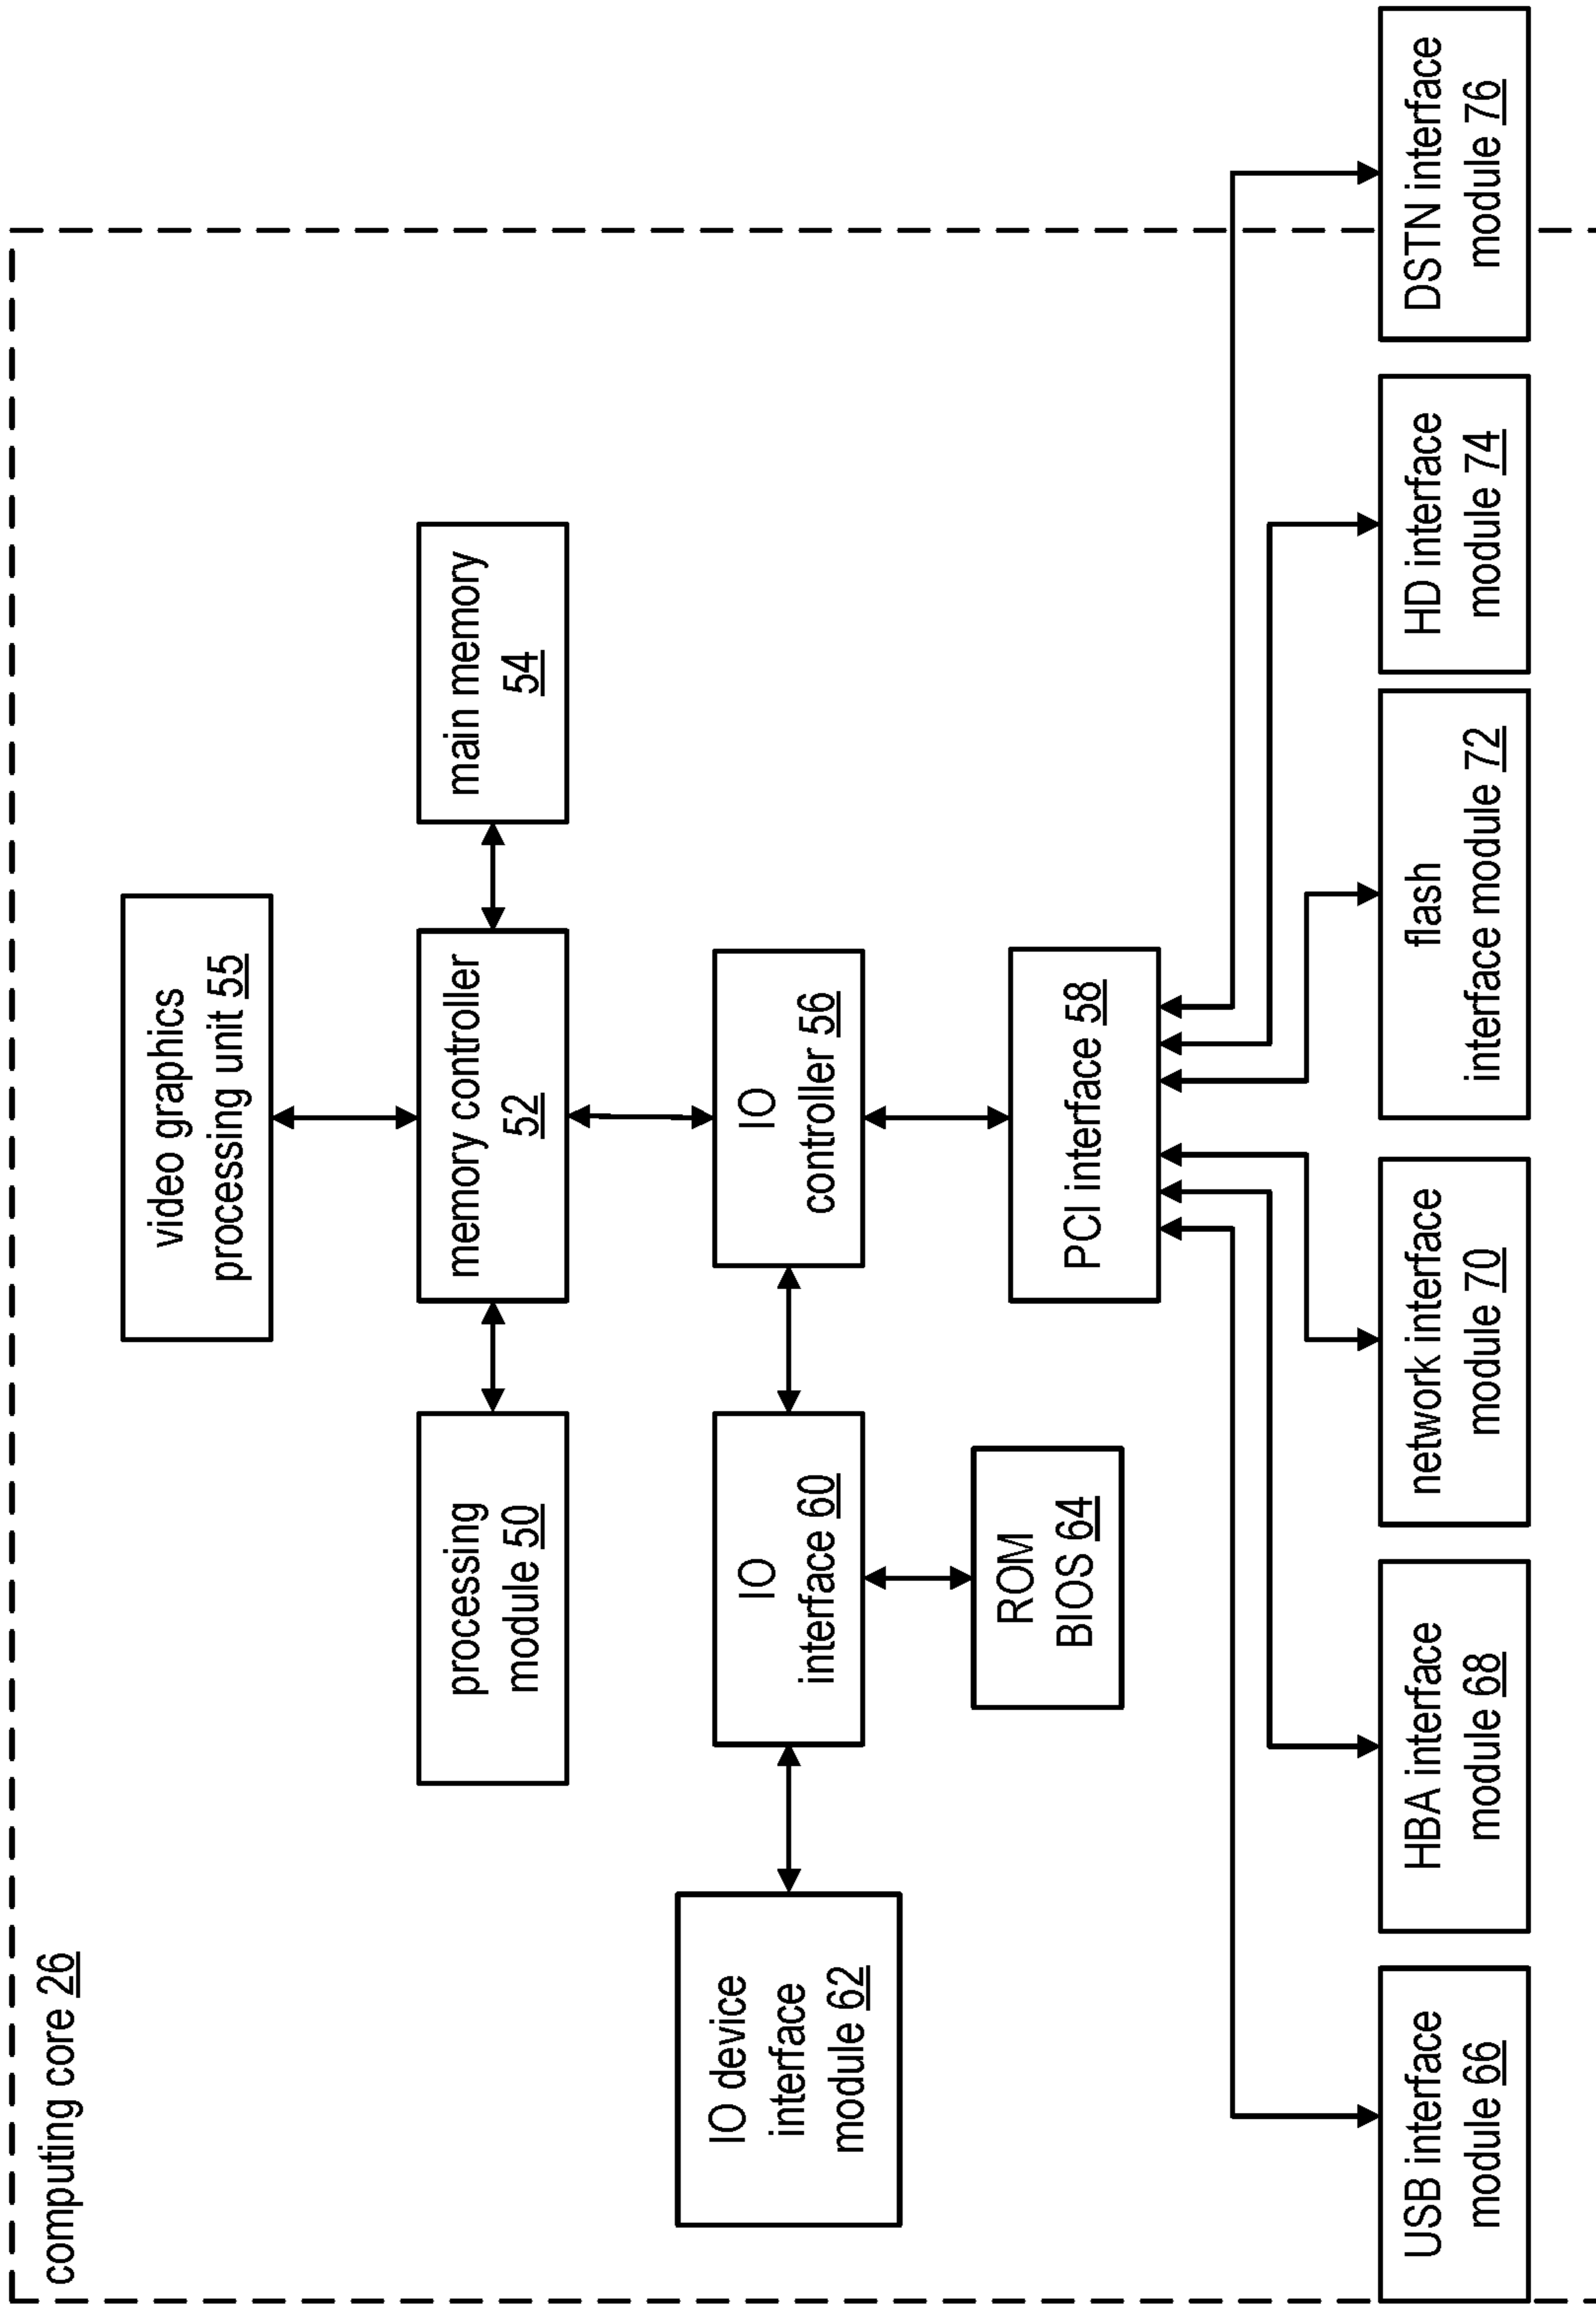 computing core 26
video graphics
processing unit 55
processing
module 50
memory controller
52
main memory
54
IO device
interface
module 62
IO
interface 60
IO
controller 56
ROM
BIOS 64
PCI interface 58
USB interface
module 66
HBA interface
module 68
network interface
module 70
flash
interface module 72
HD interface
module 74
DSTN interface
module 76